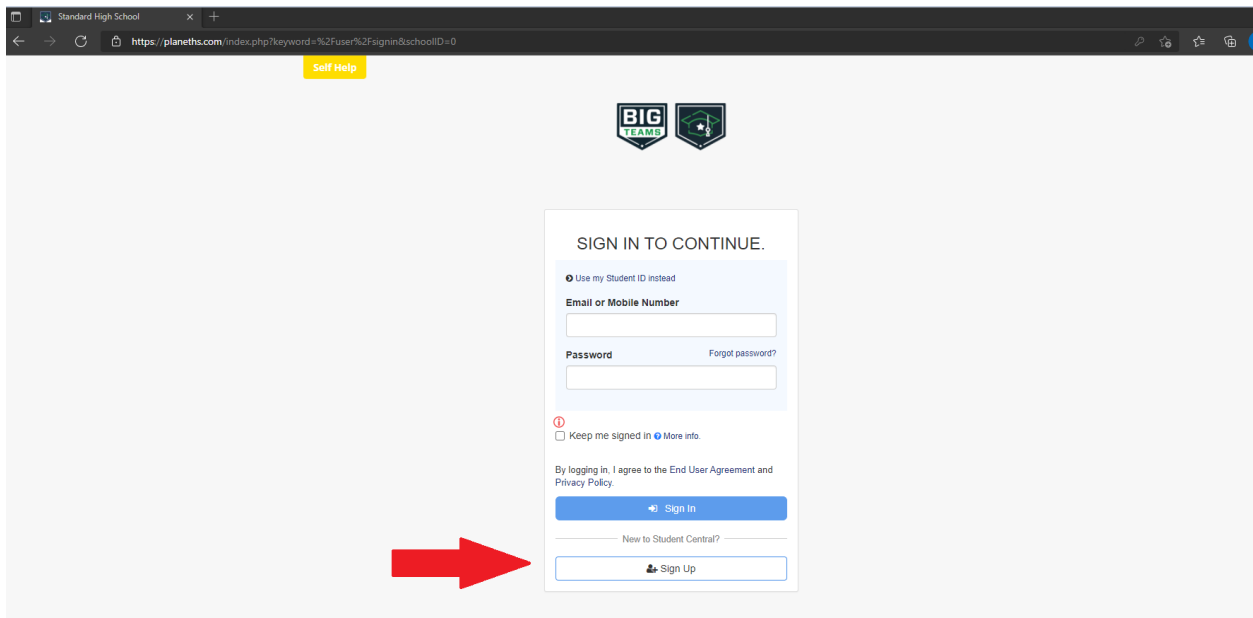 Standard High School
https://planeths.com/index.php?keyword=%2Fuser%2Fsignin&schoolID=0
Self Help
BIG
TEAMS
SIGN IN TO CONTINUE.
Use my Student ID instead
Email or Mobile Number
Password Forgot password?
Keep me signed in More info.
By logging in, I agree to the End User Agreement and
Privacy Policy.
Sign In
New to Student Central?
Sign Up